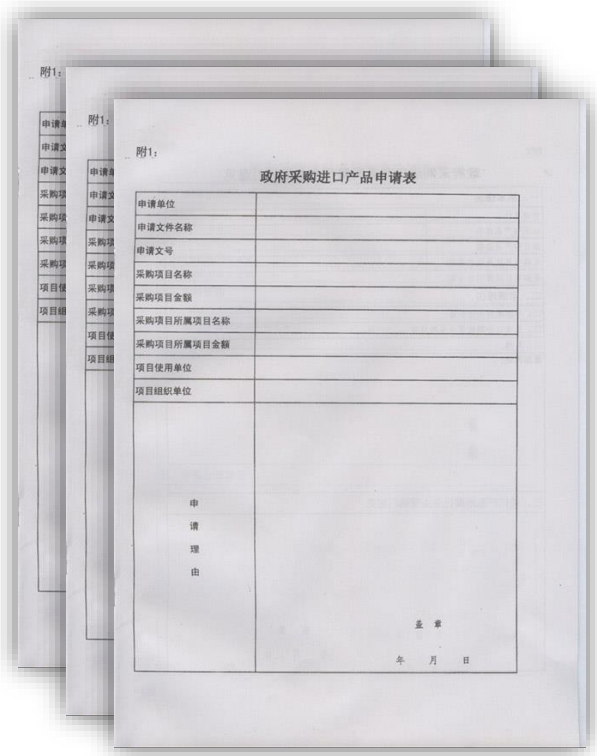 附1：
申请单
申请文
申请文
采购项
采购项
采购项
采购项
项目使
项目组
附1：
申请单
申请文
申请文
采购项
采购项
采购项
采购项
项目使
项目组
附1：
政府采购进口产品申请表
申请单位
申请文件名称
申请文号
采购项目名称
采购项目金额
采购项目所属项目名称
采购项目所属项目金额
项目使用单位
项目组织单位
申
请
理
由
盖 章
年 月 日